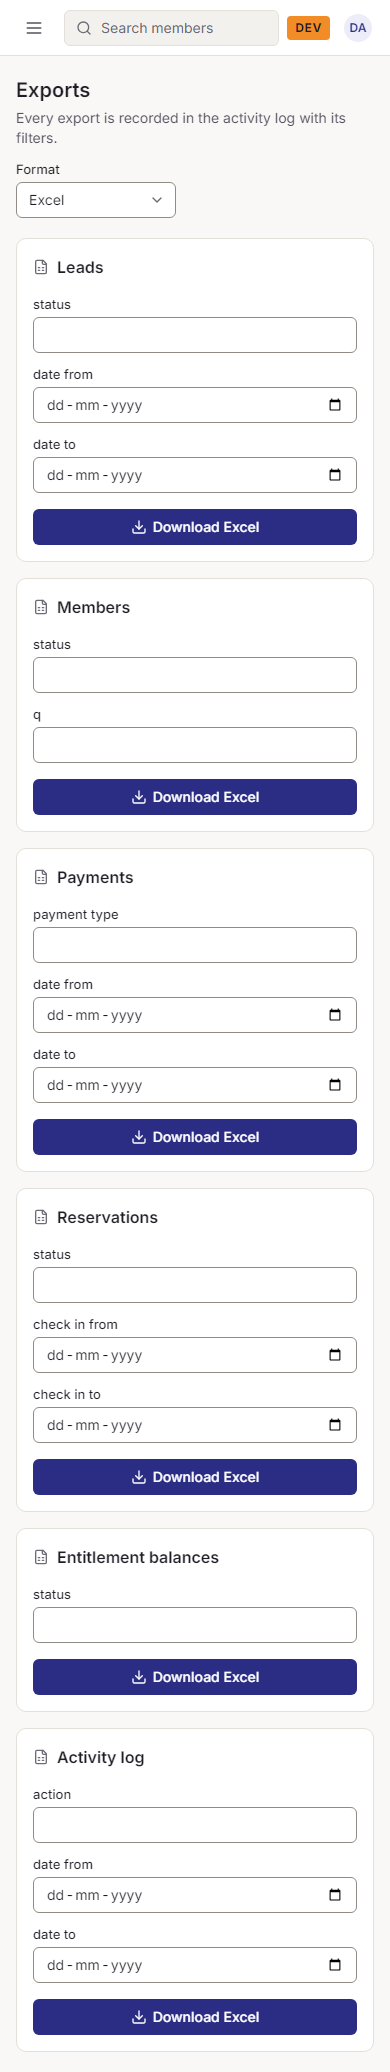 Search members
DEV
DA
Exports
Every export is recorded in the activity log with its
filters.
Format
Excel
Leads
status
date from
dd-mm-yyyy
date to
dd-mm-yyyy
Download Excel
Members
status
q
Download Excel
Payments
payment type
date from
dd-mm-yyyy
date to
dd-mm-yyyy
Download Excel
Reservations
status
check in from
dd-mm-yyyy
check in to
dd-mm-yyyy
Download Excel
Entitlement balances
status
Download Excel
Activity log
action
date from
dd-mm-yyyy
date to
dd-mm-yyyy
Download Excel